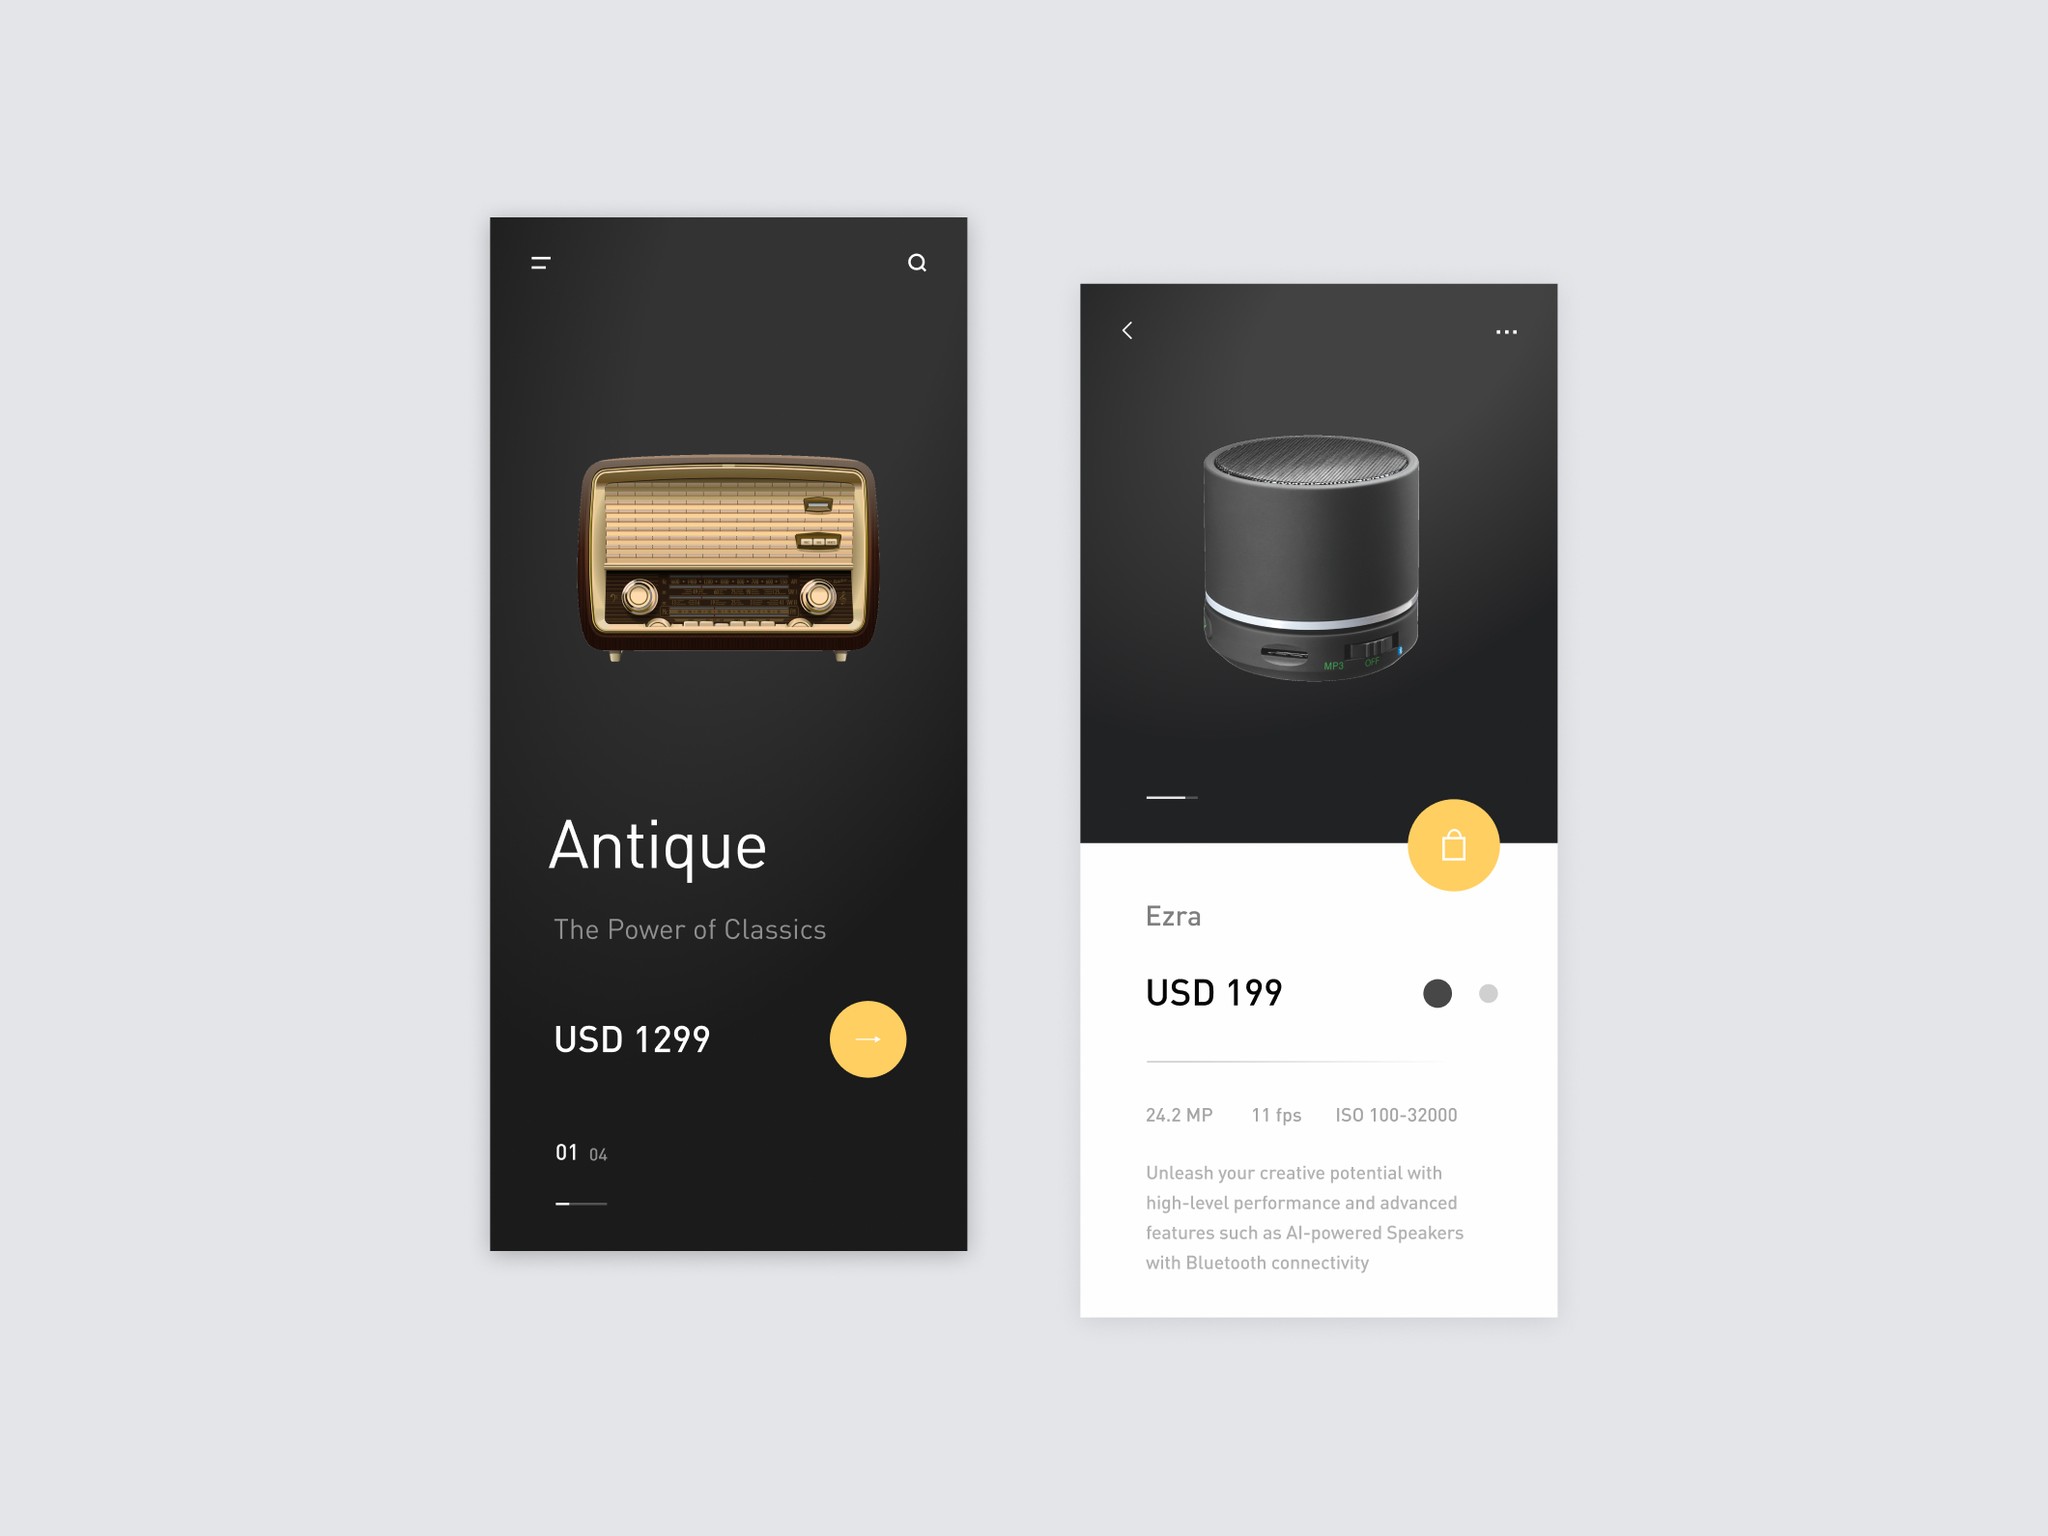 Antique
The Power of Classics
USD 1299
01 04
MP3 OFF
Ezra
USD 199
24.2 MP 11 fps ISO 100-32000
Unleash your creative potential with
high-level performance and advanced
features such as AI-powered Speakers
with Bluetooth connectivity